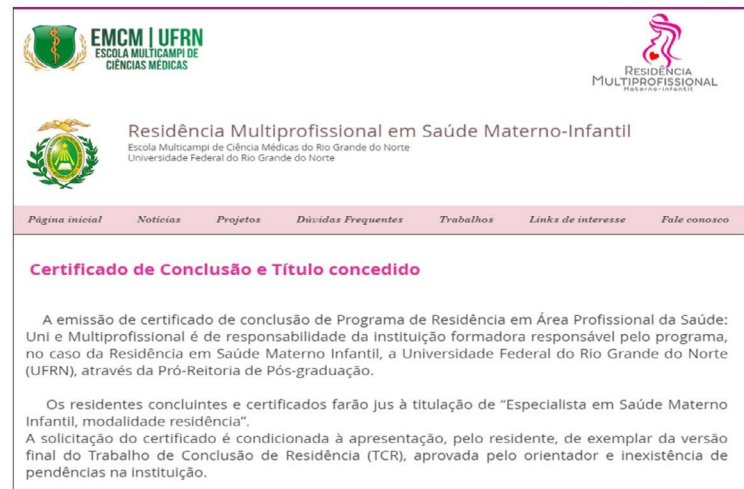 EMCM | UFRN
ESCOLA MULTICAMPI DE
CIÊNCIAS MÉDICAS
RESIDÊNCIA
MULTIPROFISSIONAL
Materno-infantil
Residência Multiprofissional em Saúde Materno-Infantil
Escola Multicampi de Ciência Médicas do Rio Grande do Norte
Universidade Federal do Rio Grande do Norte
Página inicial Notícias Projetos Dúvidas Frequentes Trabalhos Links de interesse Fale conosco
Certificado de Conclusão e Título concedido
A emissão de certificado de conclusão de Programa de Residência em Área Profissional da Saúde:
Uni e Multiprofissional é de responsabilidade da instituição formadora responsável pelo programa,
no caso da Residência em Saúde Materno Infantil, a Universidade Federal do Rio Grande do Norte
(UFRN), através da Pró-Reitoria de Pós-graduação.
Os residentes concluintes e certificados farão jus à titulação de “Especialista em Saúde Materno
Infantil, modalidade residência”.
A solicitação do certificado é condicionada à apresentação, pelo residente, de exemplar da versão
final do Trabalho de Conclusão de Residência (TCR), aprovada pelo orientador e inexistência de
pendências na instituição.